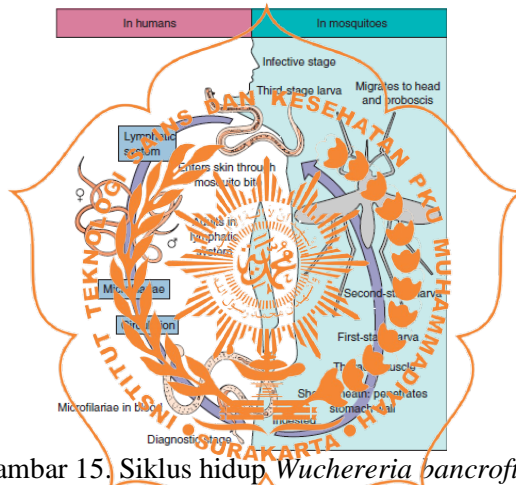 In humans
In mosquitoes
Infective stage
Third-stage larva
Migrates to head
and proboscis
Lymphatic
system
Enters skin through
mosquito bite
Adults in
lymphatic
system
♀
♂
Microfilariae
Circulation
Second-stage larva
First-stage larva
Thoracic muscle
Sheds sheath; penetrates
stomach wall
Ingested
Microfilariae in blood
Diagnostic stage
INSTITUT TEKNOLOGI SAINS DAN KESEHATAN PKU MUHAMMADIYAH
• SURAKARTA •
ambar 15. Siklus hidup Wuchereria bancroft